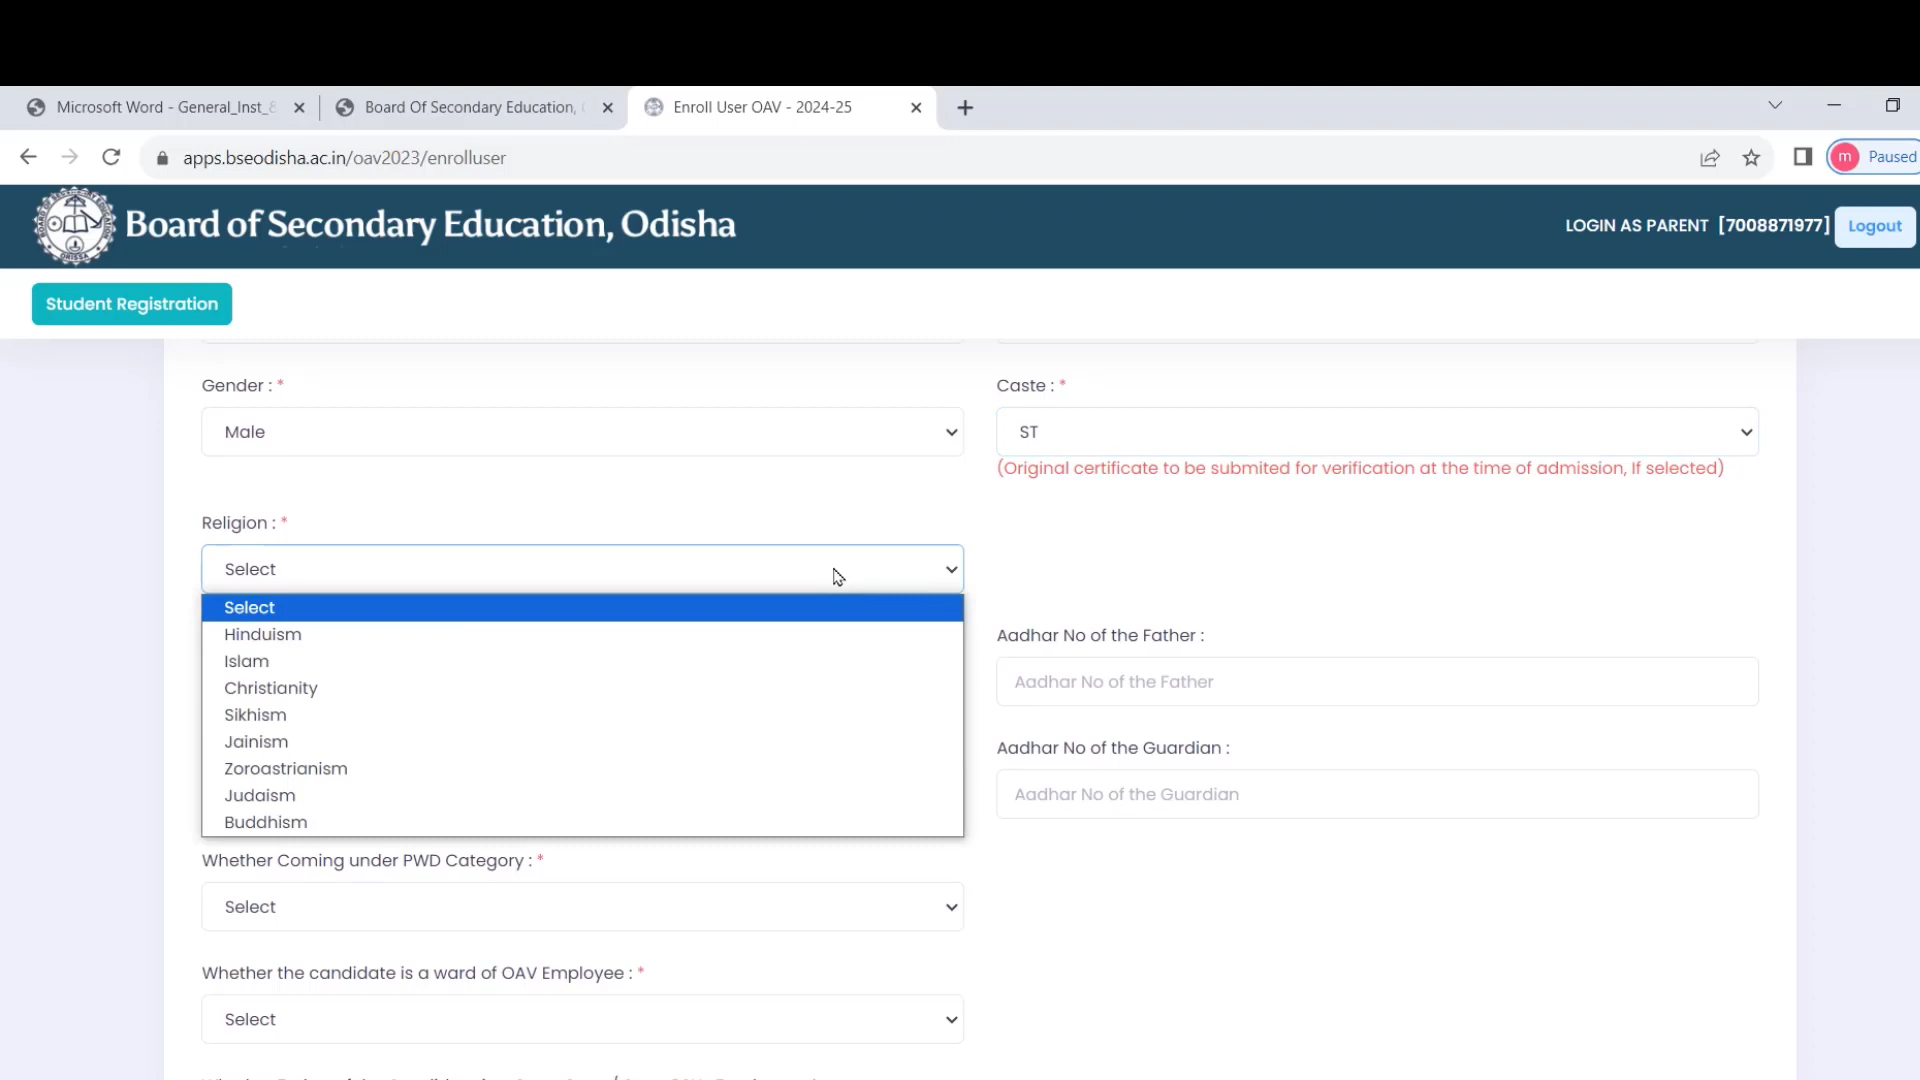 Microsoft Word - General_Inst_&
Board Of Secondary Education,
Enroll User OAV - 2024-25
apps.bseodisha.ac.in/oav2023/enrolluser
m
Paused
Board of Secondary Education, Odisha
LOGIN AS PARENT [7008871977]
Logout
Student Registration
Gender : *
Caste : *
Male
ST
(Original certificate to be submited for verification at the time of admission, If selected)
Religion : *
Select
Select
Hinduism
Islam
Christianity
Sikhism
Jainism
Zoroastrianism
Judaism
Buddhism
Aadhar No of the Father :
Aadhar No of the Father
Aadhar No of the Guardian :
Aadhar No of the Guardian
Whether Coming under PWD Category : *
Select
Whether the candidate is a ward of OAV Employee : *
Select